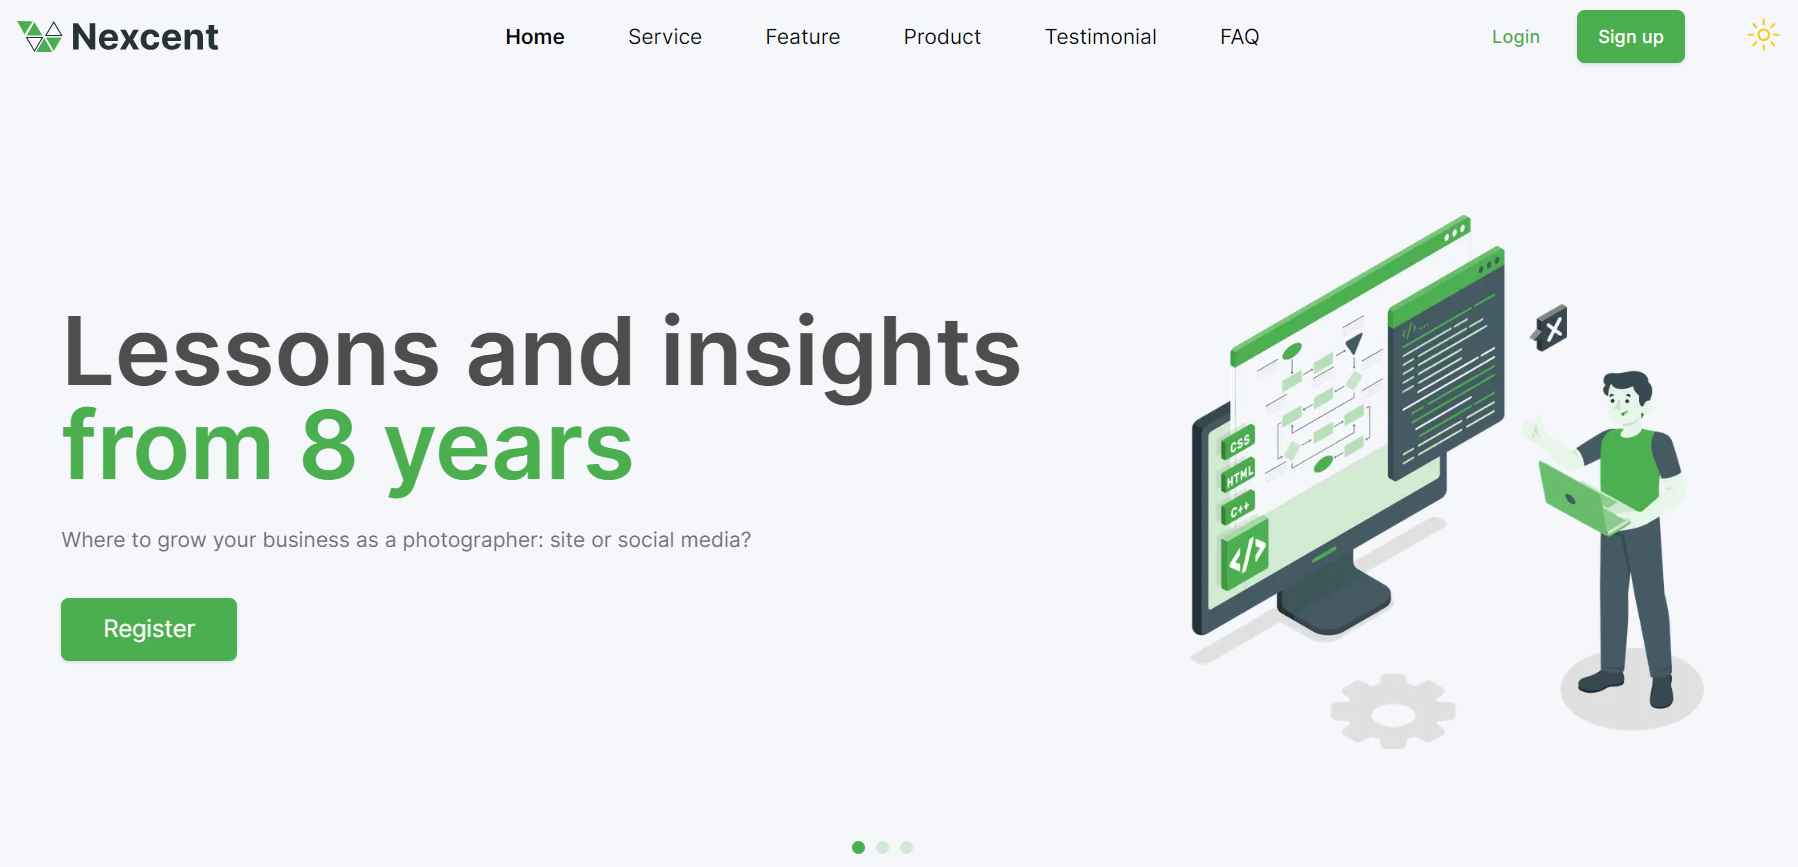 Nexcent
Home Service Feature Product Testimonial FAQ
Login Sign up
Lessons and insights
from 8 years
Where to grow your business as a photographer: site or social media?
Register
</>
CSS
HTML
C++
</>
X